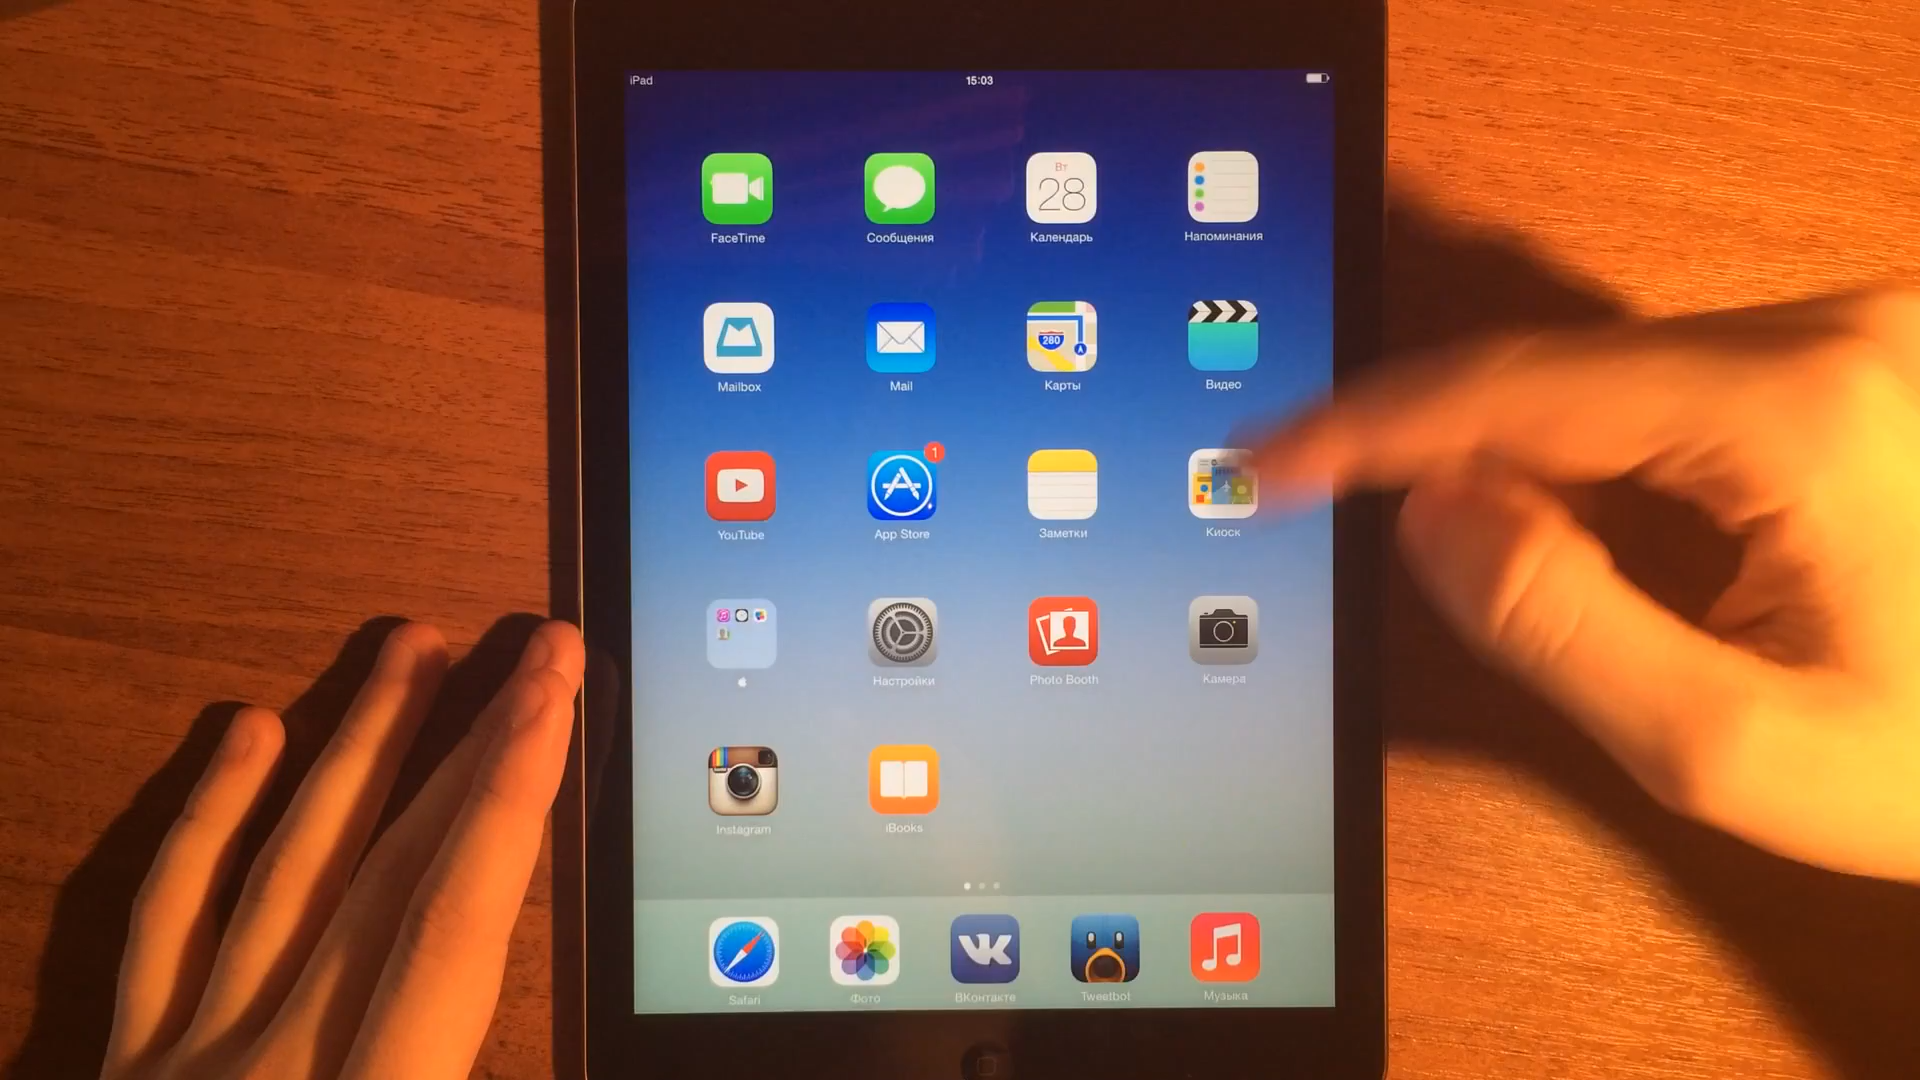 iPad 15:03
Вт
28
FaceTime Сообщения Календарь Напоминания
280
A
Mailbox Mail Карты Видео
1
YouTube App Store Заметки Киоск
Настройки Photo Booth Камера
Instagram iBooks
Safari Фото ВКонтакте Tweetbot Музыка